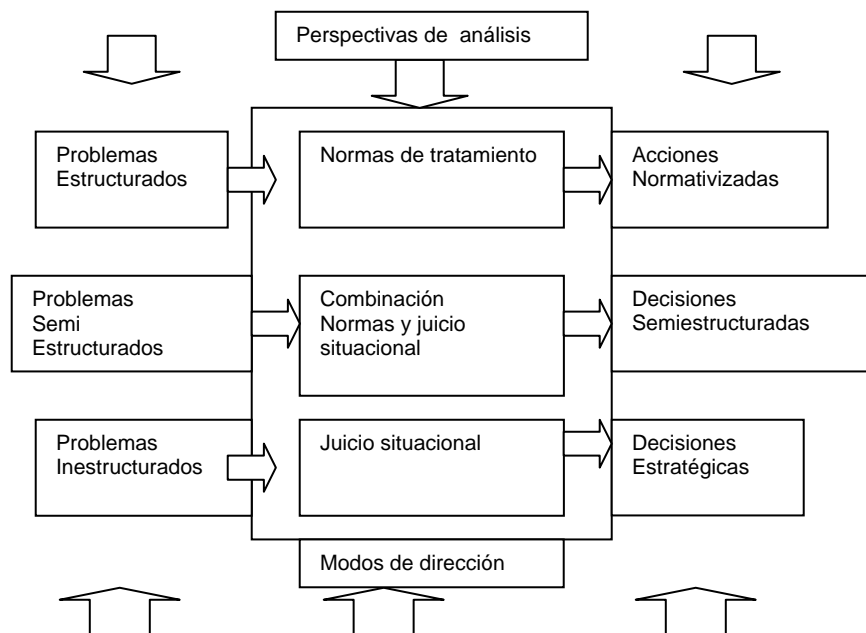 Perspectivas de análisis
Problemas
Estructurados
Normas de tratamiento
Acciones
Normativizadas
Problemas
Semi
Estructurados
Combinación
Normas y juicio
situacional
Decisiones
Semiestructuradas
Problemas
Inestructurados
Juicio situacional
Decisiones
Estratégicas
Modos de dirección